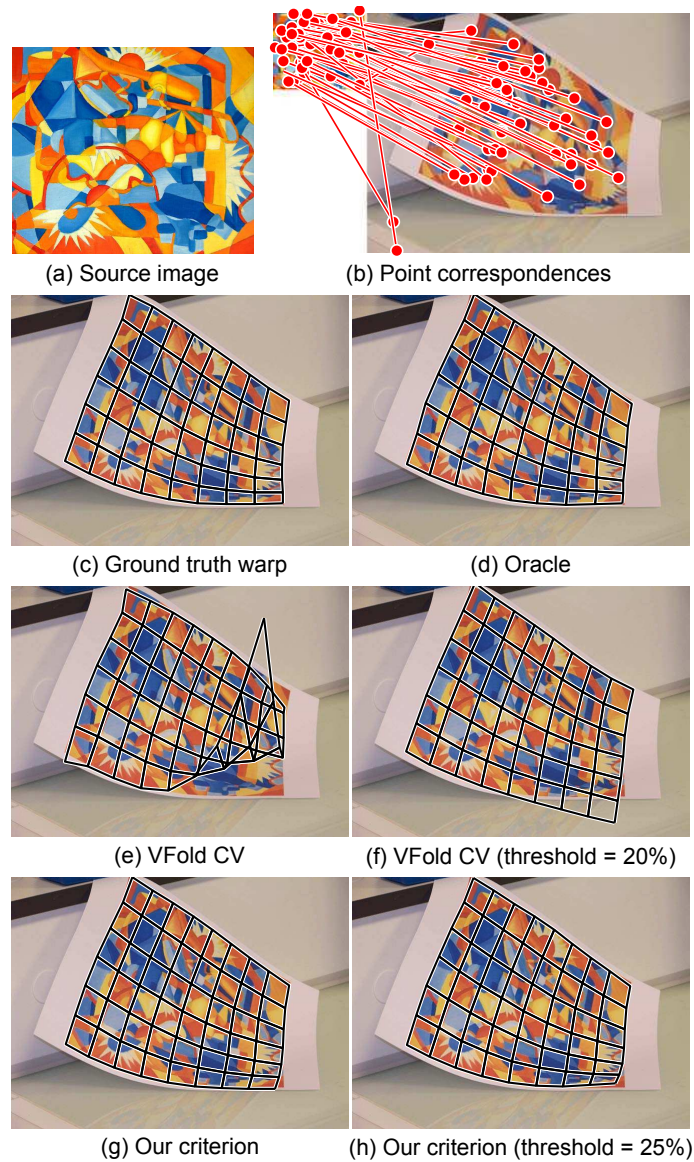 (a) Source image
(b) Point correspondences
(c) Ground truth warp
(d) Oracle
(e) VFold CV
(f) VFold CV (threshold = 20%)
(g) Our criterion
(h) Our criterion (threshold = 25%)